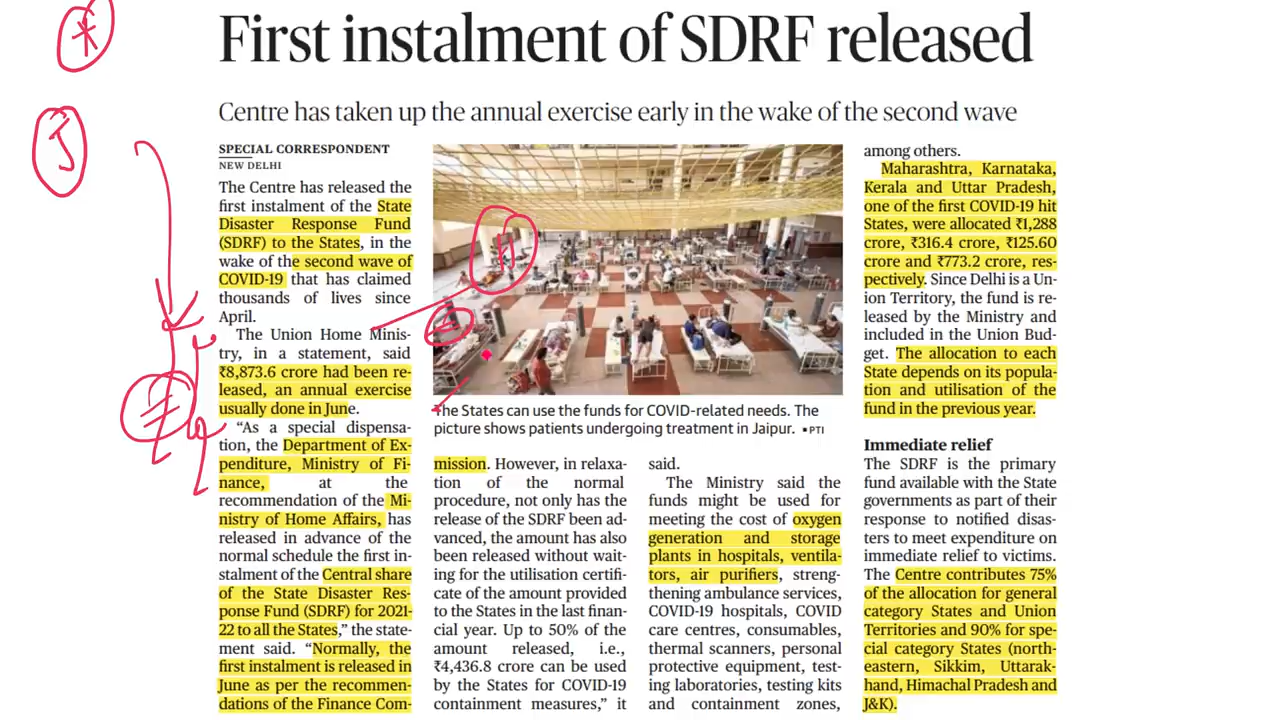 First instalment of SDRF released
Centre has taken up the annual exercise early in the wake of the second wave
SPECIAL CORRESPONDENT
NEW DELHI
The Centre has released the
first instalment of the State
Disaster Response Fund
(SDRF) to the States, in the
wake of the second wave of
COVID-19 that has claimed
thousands of lives since
April.
The Union Home Minis-
try, in a statement, said
₹8,873.6 crore had been re-
leased, an annual exercise
usually done in June.
“As a special dispensa-
tion, the Department of Ex-
penditure, Ministry of Fi-
nance, at the
recommendation of the Mi-
nistry of Home Affairs, has
released in advance of the
normal schedule the first in-
stalment of the Central share
of the State Disaster Res-
ponse Fund (SDRF) for 2021-
22 to all the States,” the state-
ment said. “Normally, the
first instalment is released in
June as per the recommen-
dations of the Finance Com-
The States can use the funds for COVID-related needs. The
picture shows patients undergoing treatment in Jaipur. ▪PTI
mission. However, in relaxa-
tion of the normal
procedure, not only has the
release of the SDRF been ad-
vanced, the amount has also
been released without wait-
ing for the utilisation certifi-
cate of the amount provided
to the States in the last finan-
cial year. Up to 50% of the
amount released, i.e.,
₹4,436.8 crore can be used
by the States for COVID-19
containment measures,” it
said.
The Ministry said the
funds might be used for
meeting the cost of oxygen
generation and storage
plants in hospitals, ventila-
tors, air purifiers, streng-
thening ambulance services,
COVID-19 hospitals, COVID
care centres, consumables,
thermal scanners, personal
protective equipment, test-
ing laboratories, testing kits
and containment zones,
among others.
Maharashtra, Karnataka,
Kerala and Uttar Pradesh,
one of the first COVID-19 hit
States, were allocated ₹1,288
crore, ₹316.4 crore, ₹125.60
crore and ₹773.2 crore, res-
pectively. Since Delhi is a Un-
ion Territory, the fund is re-
leased by the Ministry and
included in the Union Bud-
get. The allocation to each
State depends on its popula-
tion and utilisation of the
fund in the previous year.
Immediate relief
The SDRF is the primary
fund available with the State
governments as part of their
response to notified disas-
ters to meet expenditure on
immediate relief to victims.
The Centre contributes 75%
of the allocation for general
category States and Union
Territories and 90% for spe-
cial category States (north-
eastern, Sikkim, Uttarak-
hand, Himachal Pradesh and
J&K).